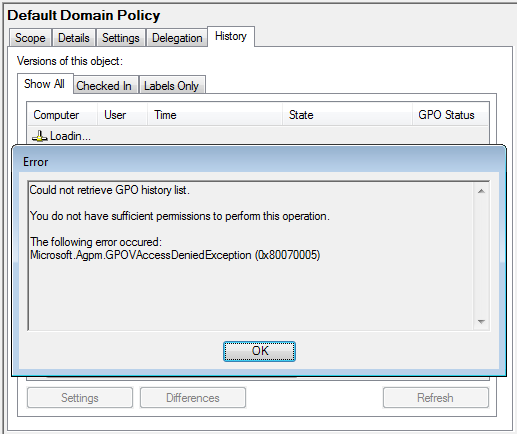 Default Domain Policy
Scope Details Settings Delegation History
Versions of this object:
Show All Checked In Labels Only
Computer User Time State GPO Status
Loadin...
Error
Could not retrieve GPO history list.
You do not have sufficient permissions to perform this operation.
The following error occured:
Microsoft.Agpm.GPOVAccessDeniedException (0x80070005)
OK
Settings Differences Refresh